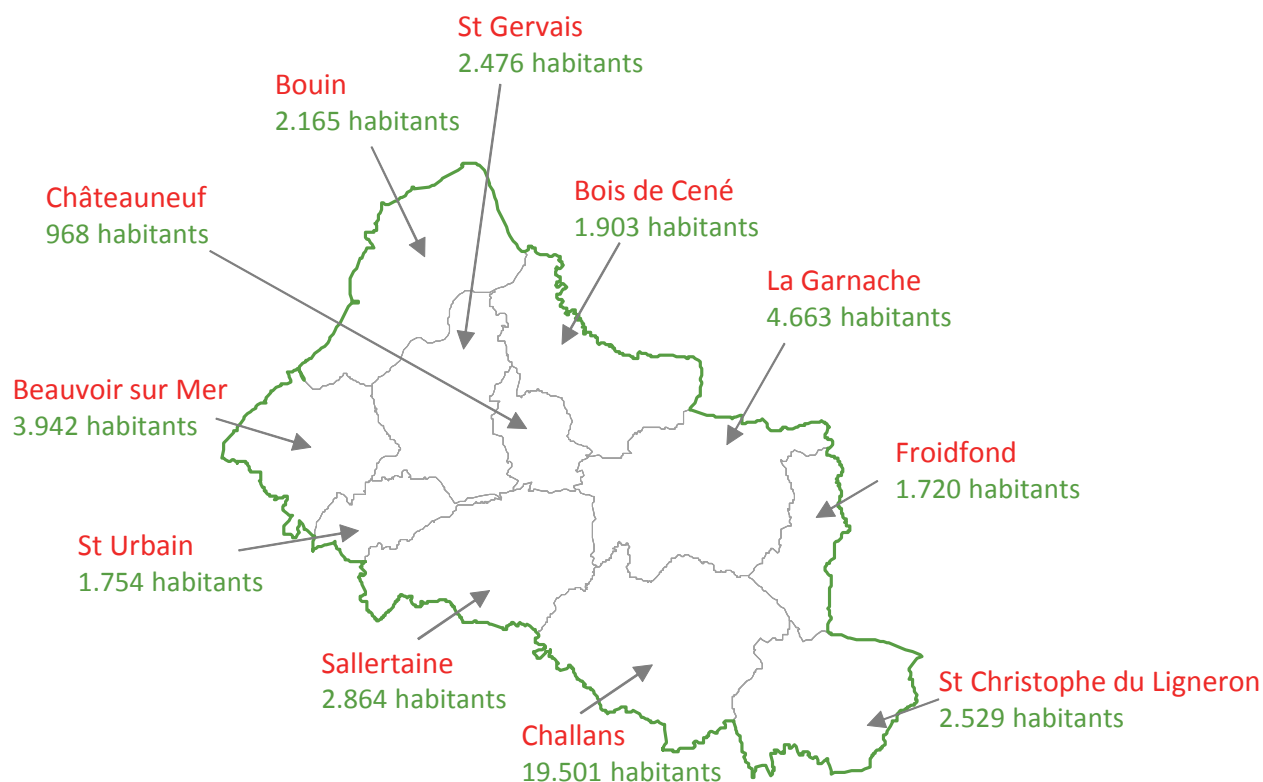 St Gervais
2.476 habitants
Bouin
2.165 habitants
Châteauneuf
968 habitants
Bois de Cené
1.903 habitants
La Garnache
4.663 habitants
Beauvoir sur Mer
3.942 habitants
Froidfond
1.720 habitants
St Urbain
1.754 habitants
Sallertaine
2.864 habitants
St Christophe du Ligneron
2.529 habitants
Challans
19.501 habitants